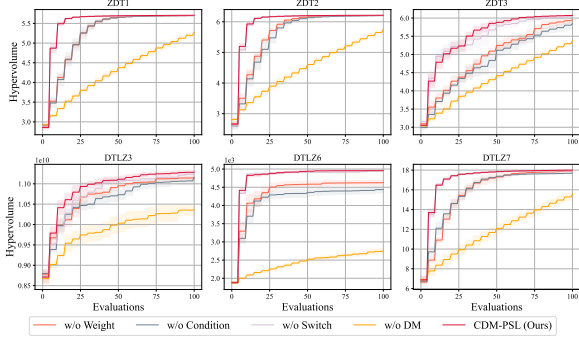 ZDT1 ZDT2 ZDT3
Hypervolume
5.5
5.0
4.5
4.0
3.5
3.0
0 25 50 75 100
6
5
4
3
0 25 50 75 100
6.0
5.5
5.0
4.5
4.0
3.5
3.0
0 25 50 75 100
DTLZ3 DTLZ6 DTLZ7
Hypervolume
1e10
1.10
1.05
1.00
0.95
0.90
0.85
0 25 50 75 100
Evaluations
1e3
5.0
4.5
4.0
3.5
3.0
2.5
2.0
0 25 50 75 100
Evaluations
18
16
14
12
10
8
6
0 25 50 75 100
Evaluations
w/o Weight w/o Condition w/o Switch w/o DM CDM-PSL (Ours)